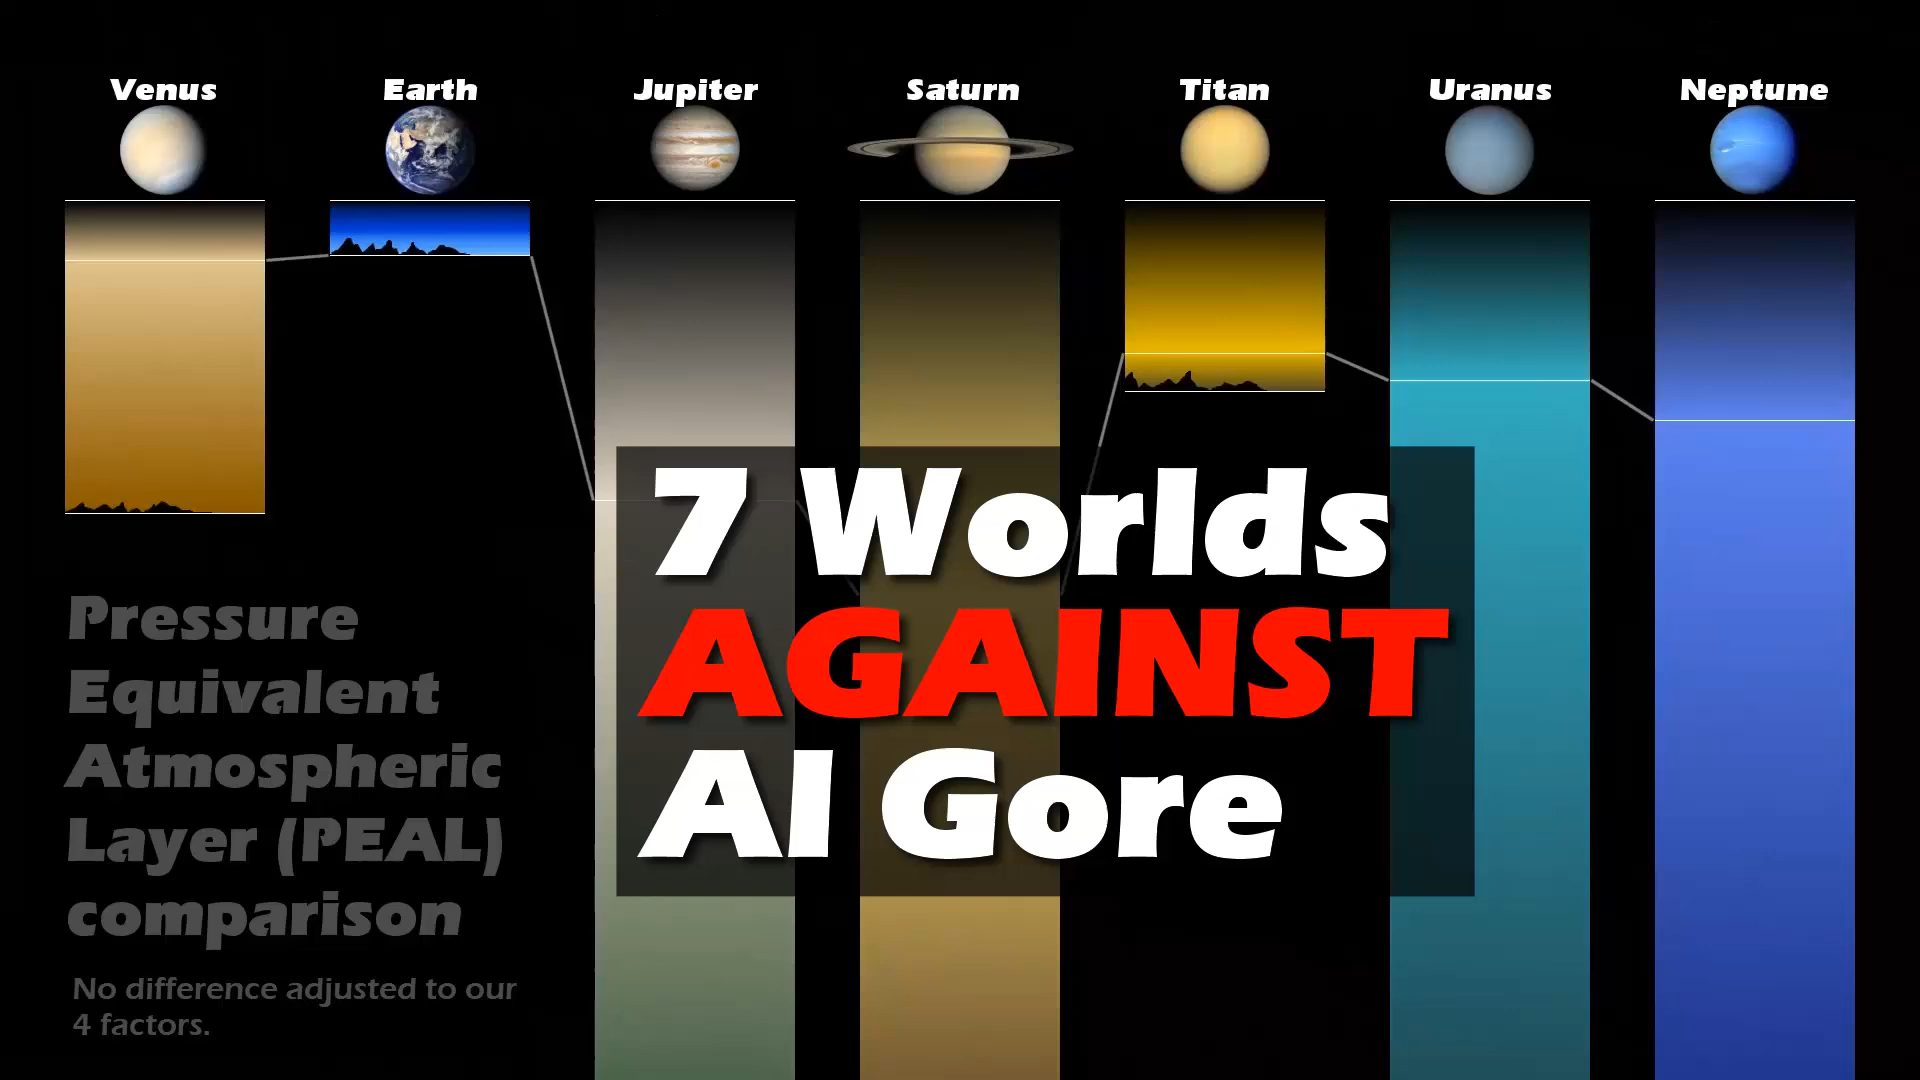 Venus
Earth
Jupiter
Saturn
Titan
Uranus
Neptune
7 Worlds
AGAINST
Al Gore
Pressure
Equivalent
Atmospheric
Layer (PEAL)
comparison
No difference adjusted to our
4 factors.